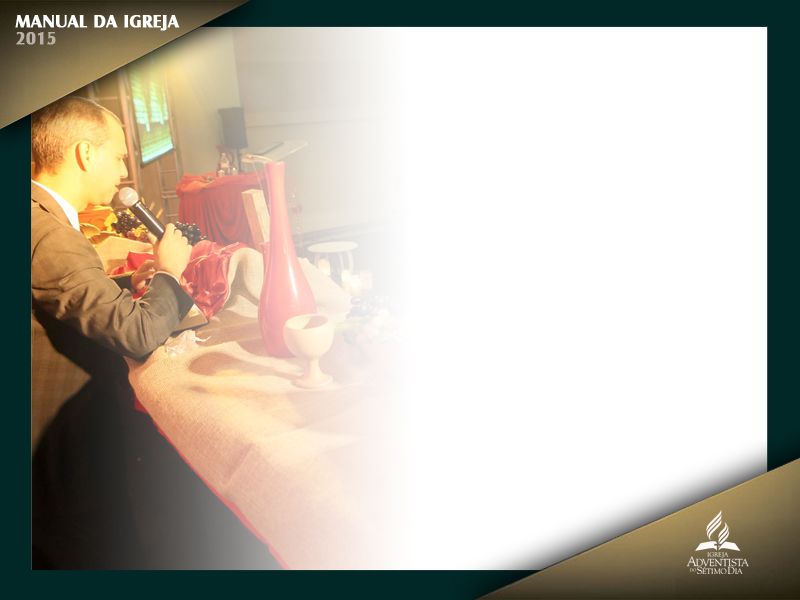 MANUAL DA IGREJA
2015
IGREJA
ADVENTISTA
DO SÉTIMO DIA